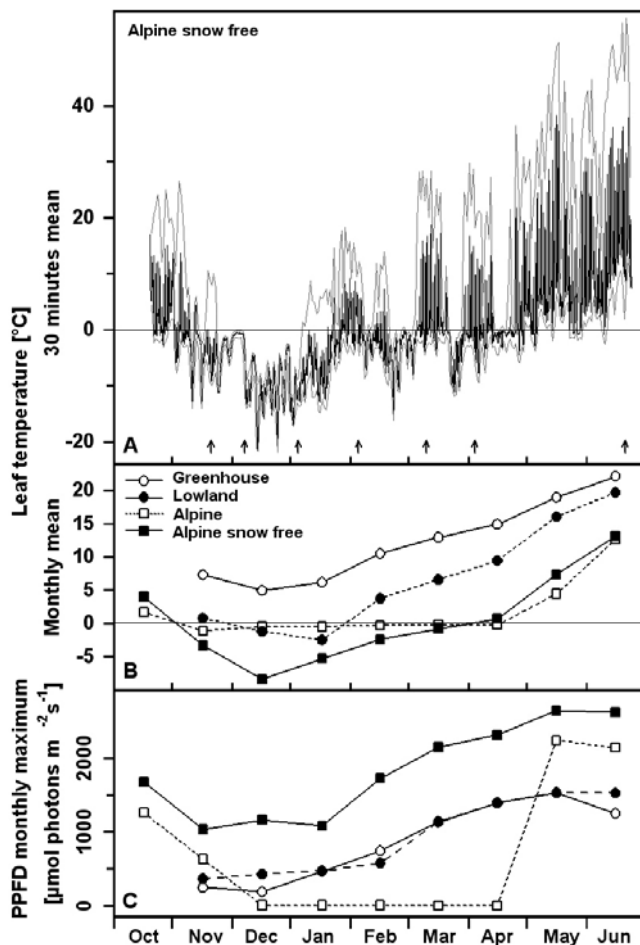 Alpine snow free
40
20
0
-20
A
Leaf temperature [°C]
30 minutes mean
Greenhouse
Lowland
Alpine
Alpine snow free
20
15
10
5
0
-5
B
Monthly mean
2000
1000
0
C
PPFD monthly maximum
[µmol photons m -2 s-1]
Oct Nov Dec Jan Feb Mar Apr May Jun